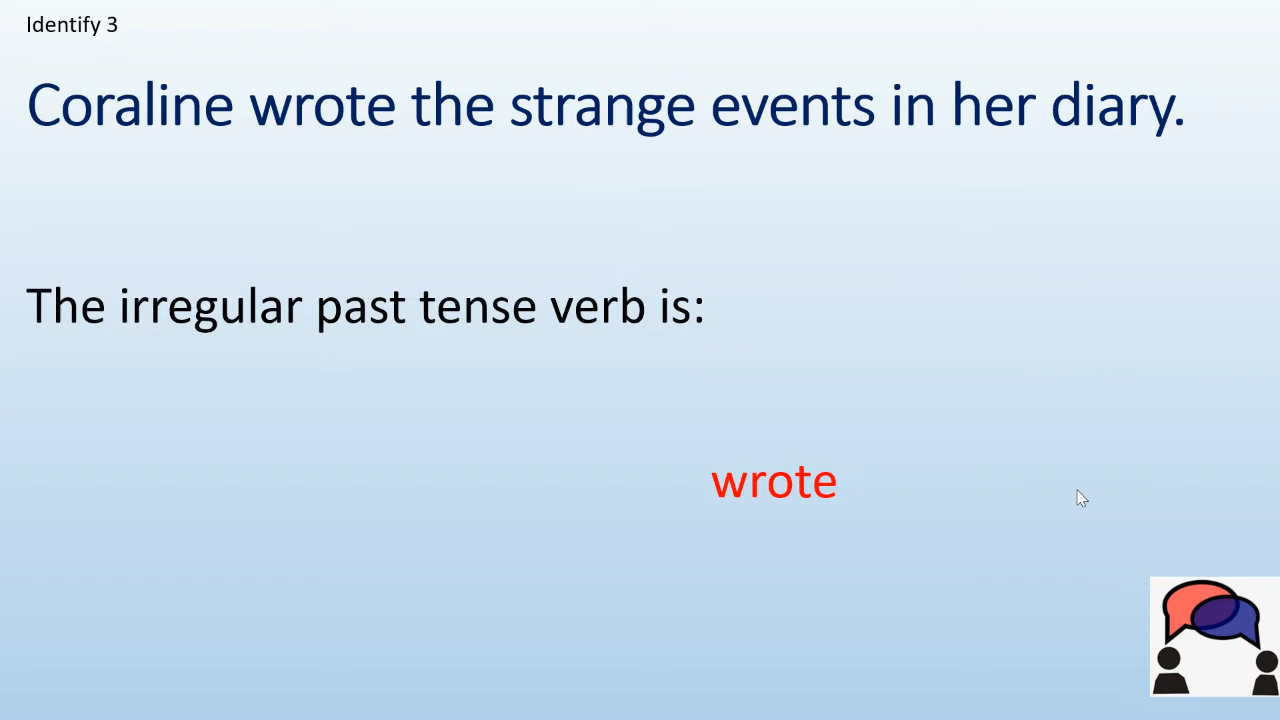 Identify 3
Coraline wrote the strange events in her diary.
The irregular past tense verb is:
wrote